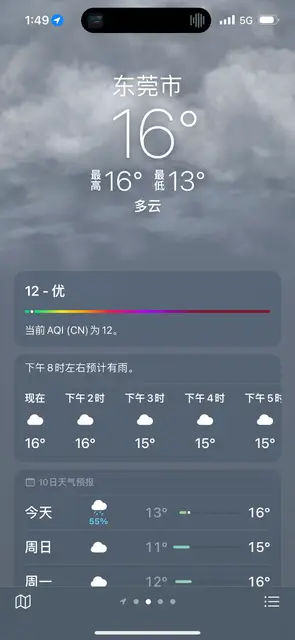 1:49
5G
东莞市
16°
最高16° 最低13°
多云
12 - 优
当前 AQI (CN) 为 12。
下午8时左右预计有雨。
现在 下午2时 下午3时 下午4时 下午5时
16° 16° 15° 15° 15°
10日天气预报
今天 55% 13° 16°
周日 11° 15°
周一 12° 16°